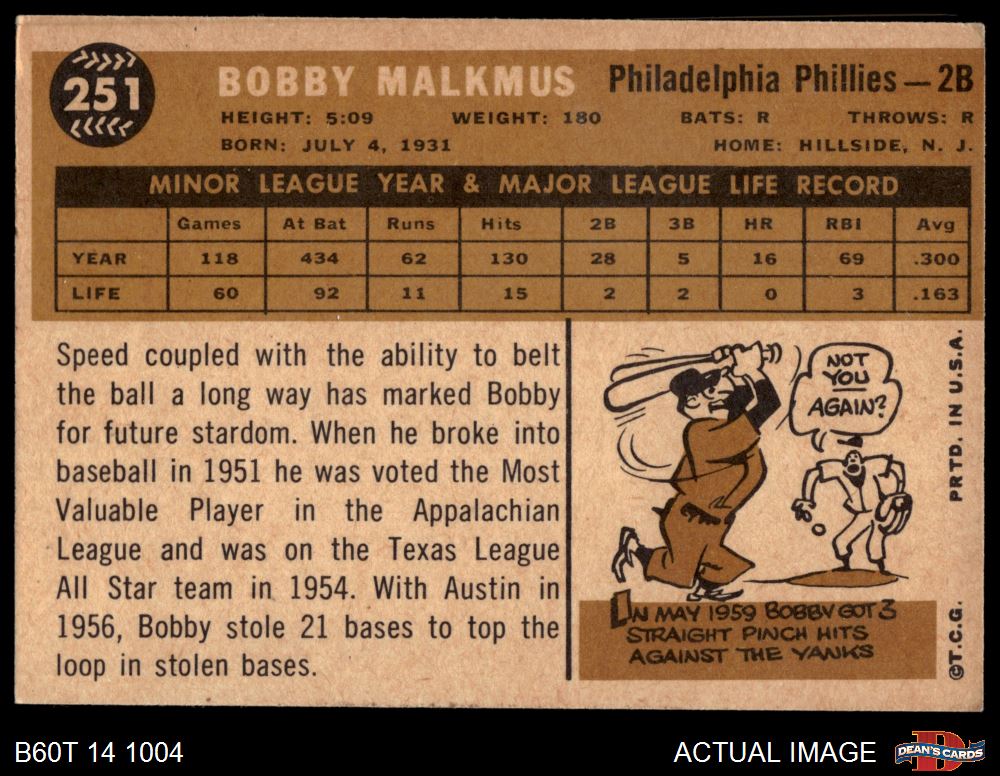 251
BOBBY MALKMUS Philadelphia Phillies — 2B
HEIGHT: 5:09 WEIGHT: 180 BATS: R THROWS: R
BORN: JULY 4, 1931 HOME: HILLSIDE, N. J.
MINOR LEAGUE YEAR & MAJOR LEAGUE LIFE RECORD
Games At Bat Runs Hits 2B 3B HR RBI Avg
YEAR 118 434 62 130 28 5 16 69 .300
LIFE 60 92 11 15 2 2 0 3 .163
Speed coupled with the ability to belt
the ball a long way has marked Bobby
for future stardom. When he broke into
baseball in 1951 he was voted the Most
Valuable Player in the Appalachian
League and was on the Texas League
All Star team in 1954. With Austin in
1956, Bobby stole 21 bases to top the
loop in stolen bases.
NOT
YOU
AGAIN?
IN MAY 1959 BOBBY GOT 3
STRAIGHT PINCH HITS
AGAINST THE YANKS
©T.C.G. PRTD. IN U.S.A.
B60T 14 1004 ACTUAL IMAGE DEAN'S CARDS